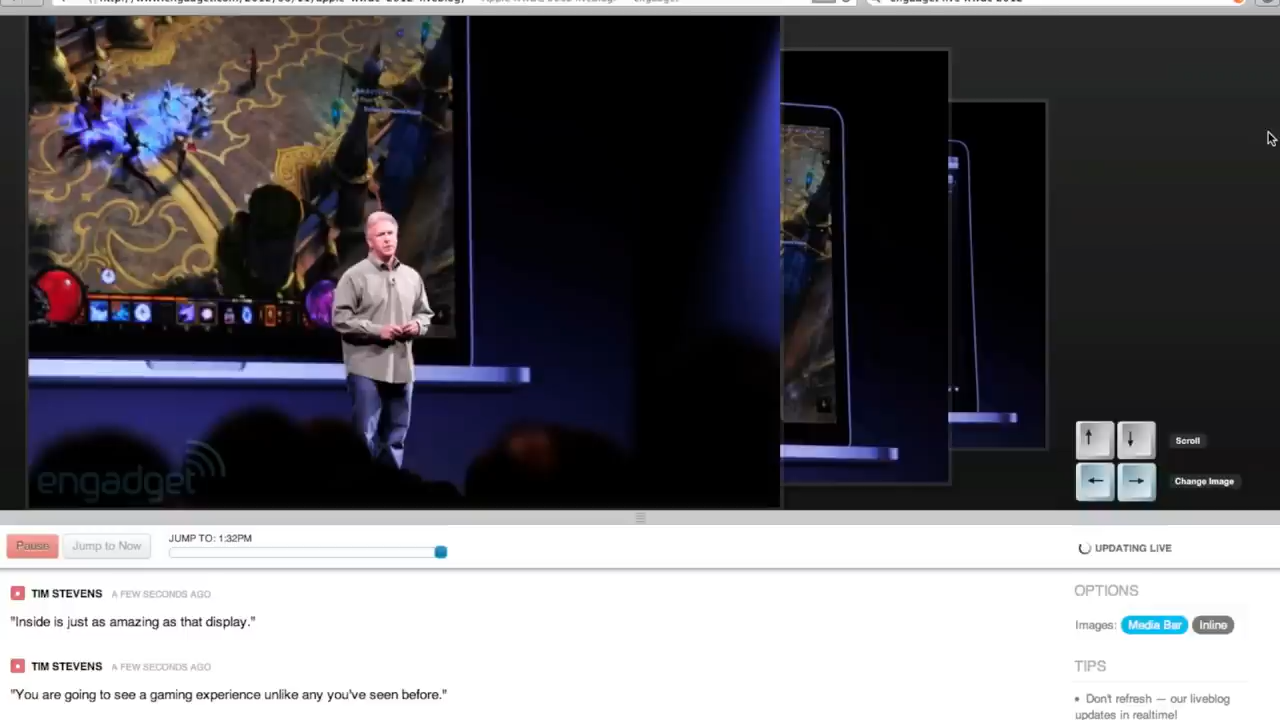 engadget
↑ ↓ Scroll
← → Change Image
Pause Jump to Now JUMP TO: 1:32PM UPDATING LIVE
TIM STEVENS A FEW SECONDS AGO
"Inside is just as amazing as that display."
TIM STEVENS A FEW SECONDS AGO
"You are going to see a gaming experience unlike any you've seen before."
OPTIONS
Images: Media Bar Inline
TIPS
• Don't refresh — our liveblog
updates in realtime!